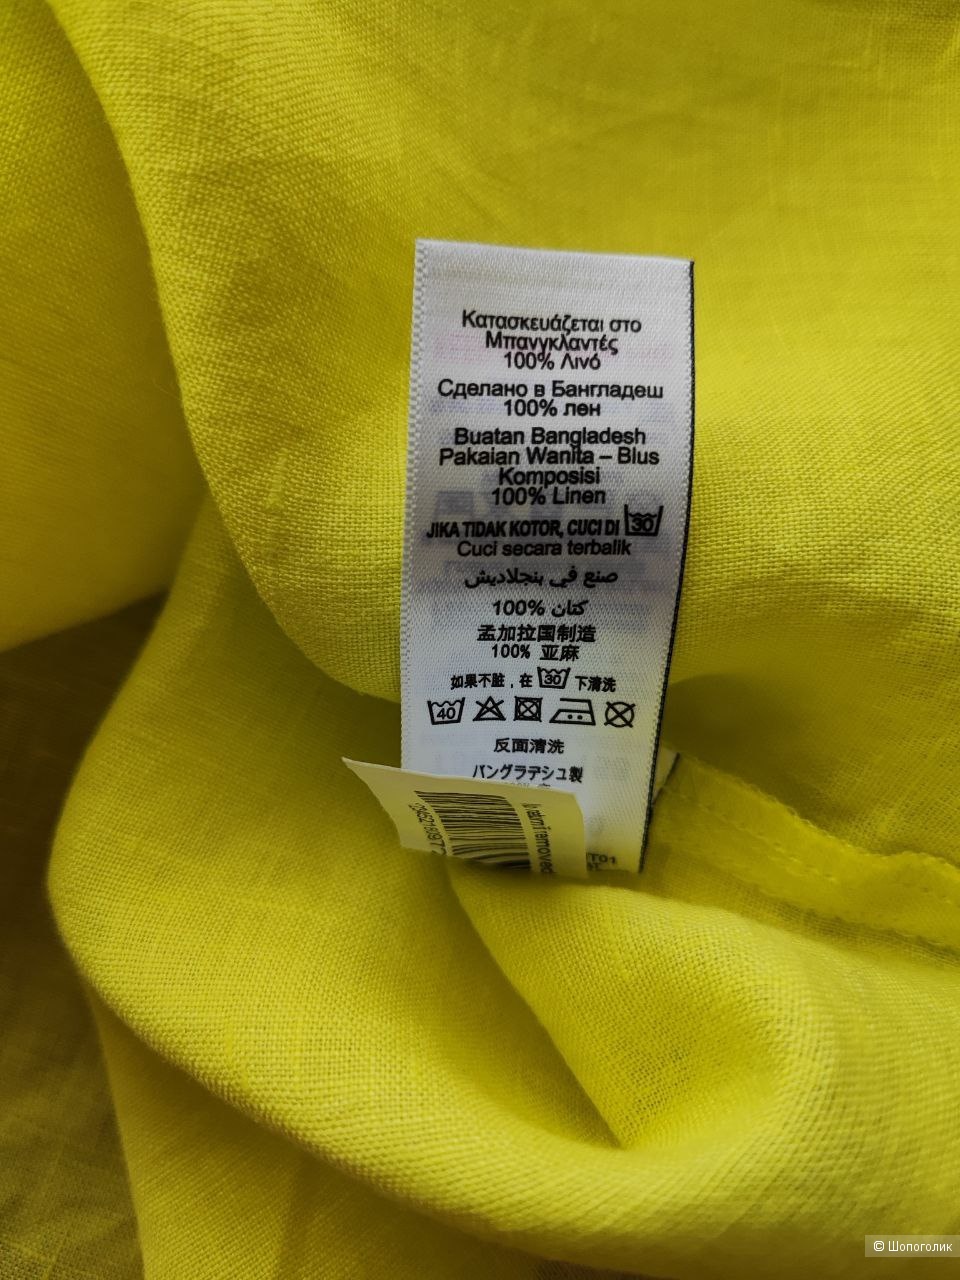 Κατασκευάζεται στο
Μπανγκλαντές
100% Λινό
Сделано в Бангладеш
100% лен
Buatan Bangladesh
Pakaian Wanita – Blus
Komposisi
100% Linen
JIKA TIDAK KOTOR, CUCI DI 30
Cuci secara terbalik
صنع في بنجلاديش
100% كتان
孟加拉国制造
100% 亚麻
如果不脏，在 30 下清洗
40
反面清洗
バングラデシュ製
T01
© Шопоголик